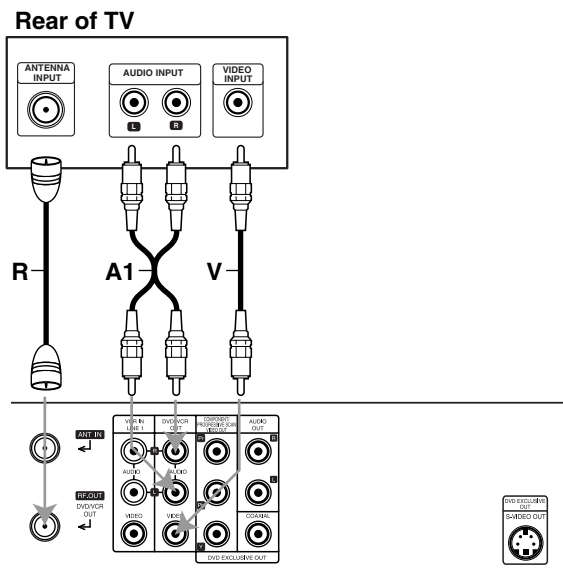 Rear of TV
ANTENNA
INPUT
AUDIO INPUT
VIDEO
INPUT
L
R
R
A1
V
ANT IN
RF.OUT
DVD/VCR
OUT
VCR IN
LINE 1
DVD/VCR
OUT
COMPONENT/
PROGRESSIVE SCAN
VIDEO OUT
AUDIO
OUT
R
Pr
R
AUDIO
AUDIO
L
L
Pb
VIDEO
VIDEO
COAXIAL
Y
DVD EXCLUSIVE OUT
DVD EXCLUSIVE
OUT
S-VIDEO OUT